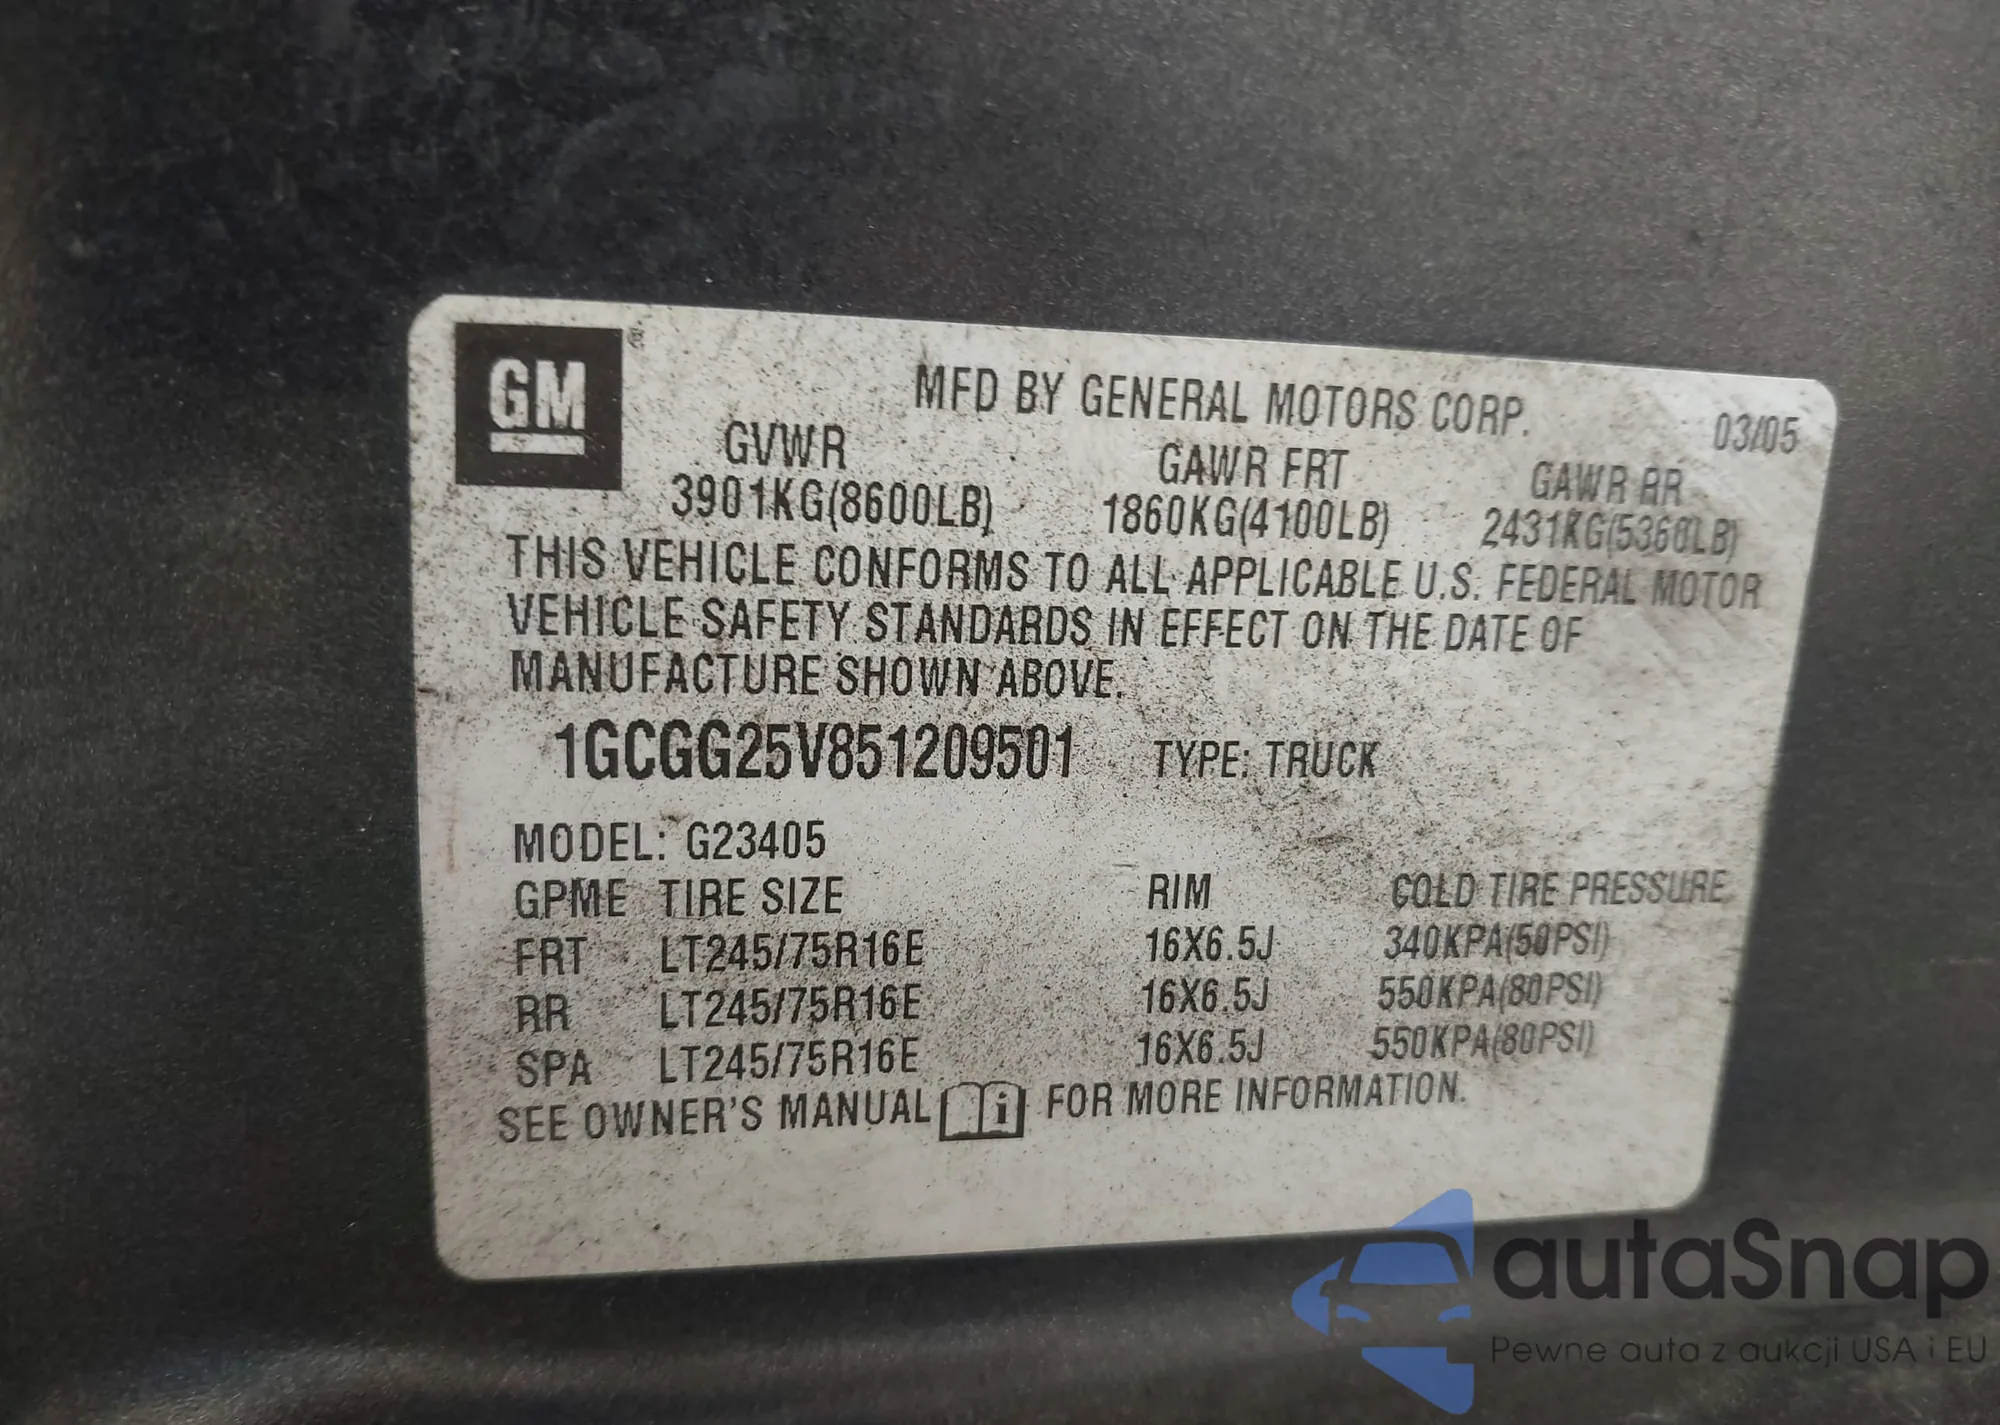 GM ®
MFD BY GENERAL MOTORS CORP. 03/05
GVWR GAWR FRT GAWR RR
3901KG(8600LB) 1860KG(4100LB) 2431KG(5360LB)
THIS VEHICLE CONFORMS TO ALL APPLICABLE U.S. FEDERAL MOTOR
VEHICLE SAFETY STANDARDS IN EFFECT ON THE DATE OF
MANUFACTURE SHOWN ABOVE.
1GCGG25V851209501 TYPE: TRUCK
MODEL: G23405
GPME TIRE SIZE RIM COLD TIRE PRESSURE
FRT LT245/75R16E 16X6.5J 340KPA(50PSI)
RR LT245/75R16E 16X6.5J 550KPA(80PSI)
SPA LT245/75R16E 16X6.5J 550KPA(80PSI)
SEE OWNER'S MANUAL i FOR MORE INFORMATION.
autaSnap
Pewne auta z aukcji USA i EU